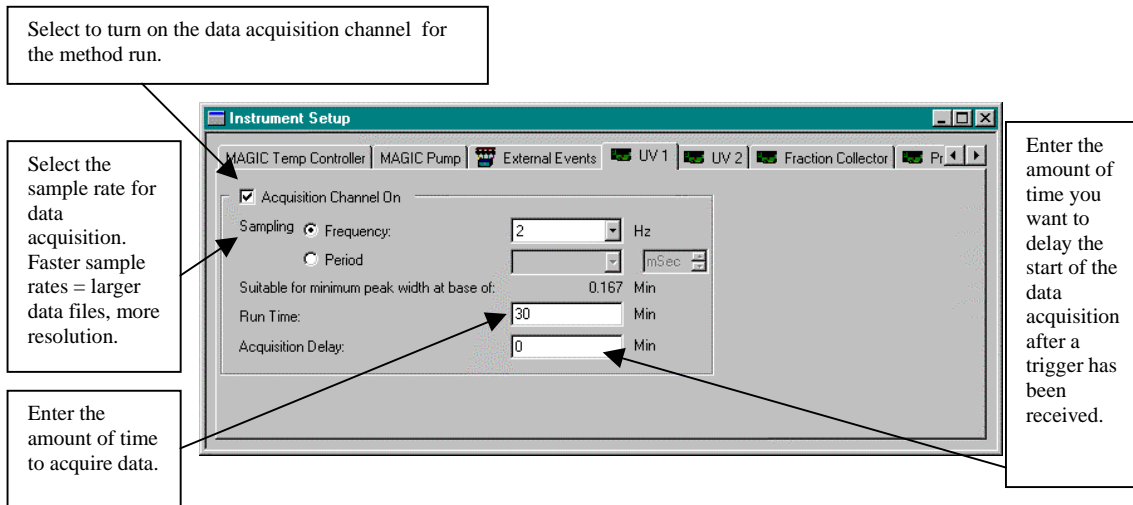 Select to turn on the data acquisition channel for
the method run.
Instrument Setup
MAGIC Temp Controller MAGIC Pump External Events UV 1 UV 2 Fraction Collector Pr
Select the
sample rate for
data
acquisition.
Faster sample
rates = larger
data files, more
resolution.
Acquisition Channel On
Sampling Frequency: 2 Hz
Period mSec
Suitable for minimum peak width at base of: 0.167 Min
Run Time: 30 Min
Acquisition Delay: 0 Min
Enter the
amount of
time you
want to
delay the
start of the
data
acquisition
after a
trigger has
been
received.
Enter the
amount of time
to acquire data.